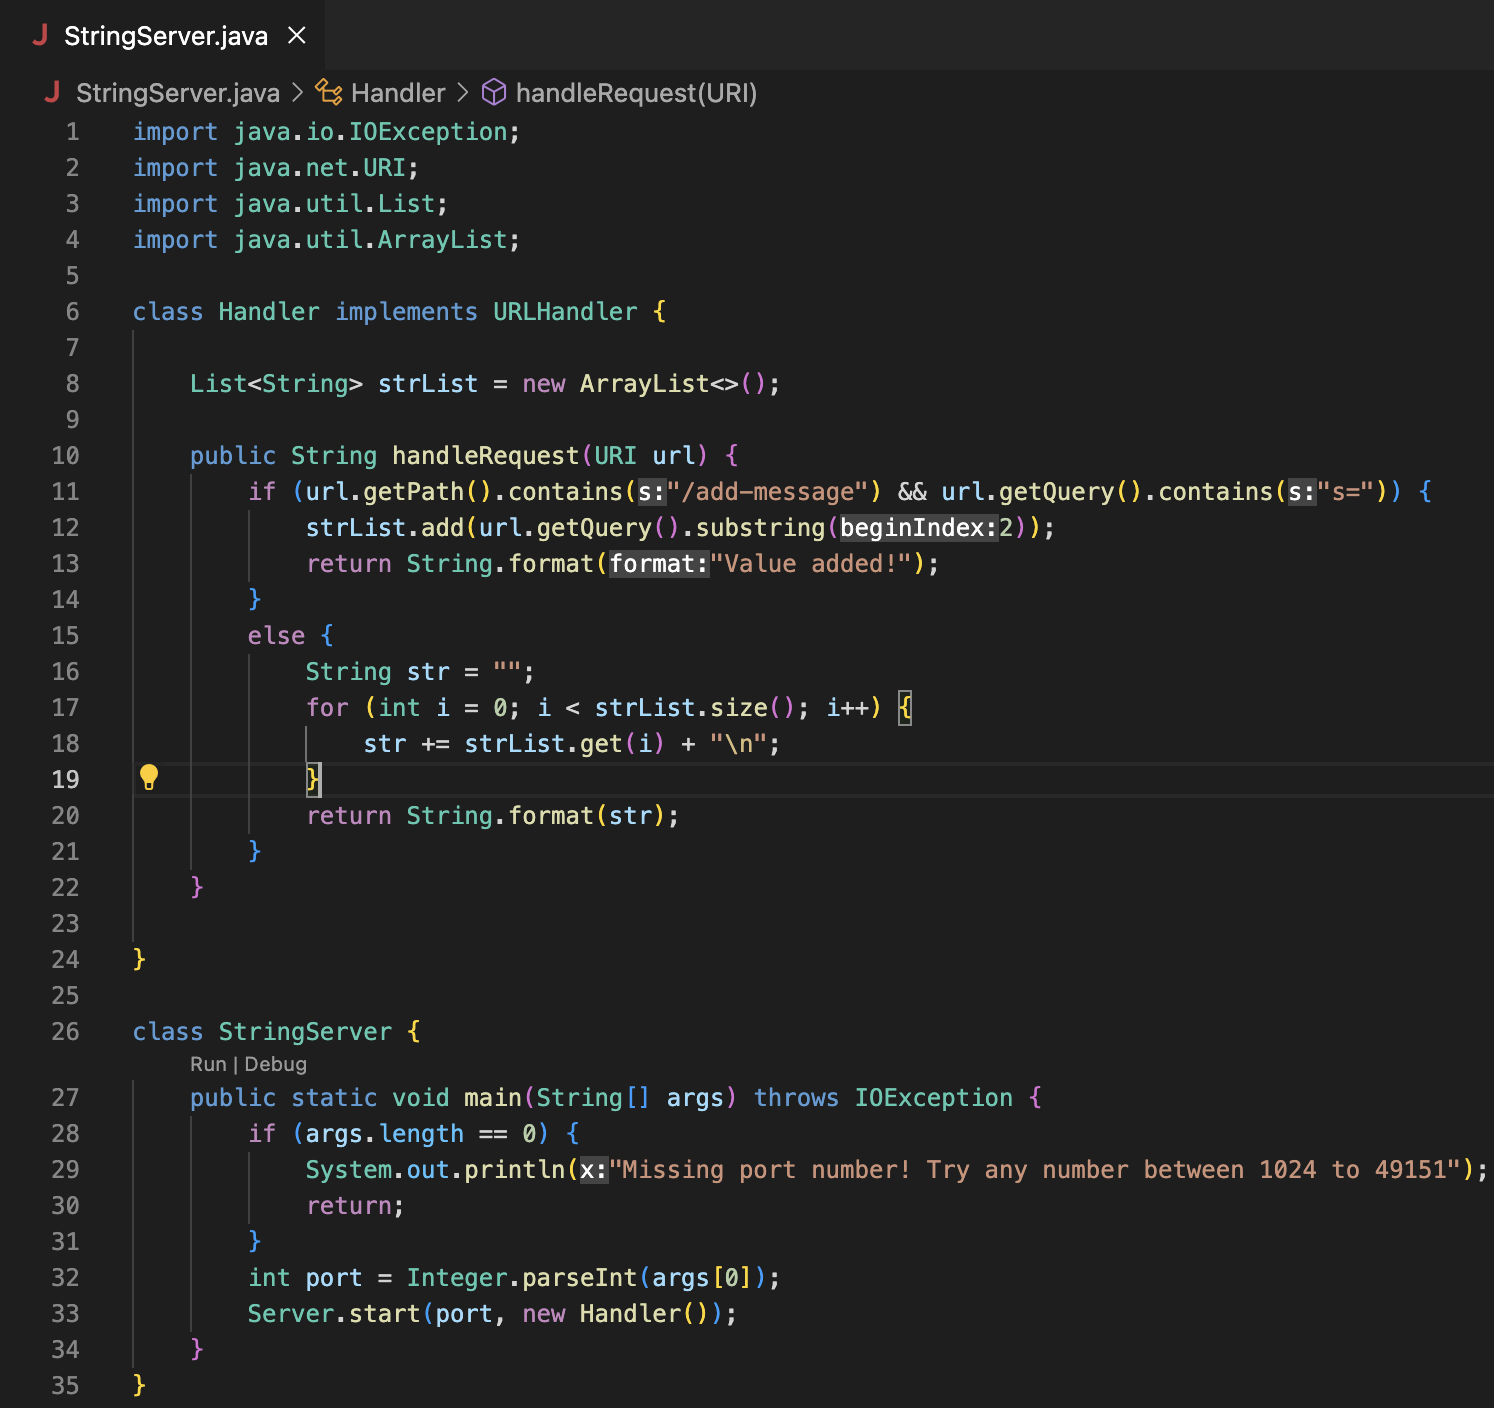 StringServer.java ×
StringServer.java > Handler > handleRequest(URI)
1 import java.io.IOException;
2 import java.net.URI;
3 import java.util.List;
4 import java.util.ArrayList;
5
6 class Handler implements URLHandler {
7
8     List<String> strList = new ArrayList<>();
9
10     public String handleRequest(URI url) {
11         if (url.getPath().contains(s:"/add-message") && url.getQuery().contains(s:"s=")) {
12             strList.add(url.getQuery().substring(beginIndex:2));
13             return String.format(format:"Value added!");
14         }
15         else {
16             String str = "";
17             for (int i = 0; i < strList.size(); i++) {
18                 str += strList.get(i) + "\n";
19             }
20             return String.format(str);
21         }
22     }
23
24 }
25
26 class StringServer {
Run | Debug
27     public static void main(String[] args) throws IOException {
28         if (args.length == 0) {
29             System.out.println(x:"Missing port number! Try any number between 1024 to 49151");
30             return;
31         }
32         int port = Integer.parseInt(args[0]);
33         Server.start(port, new Handler());
34     }
35 }